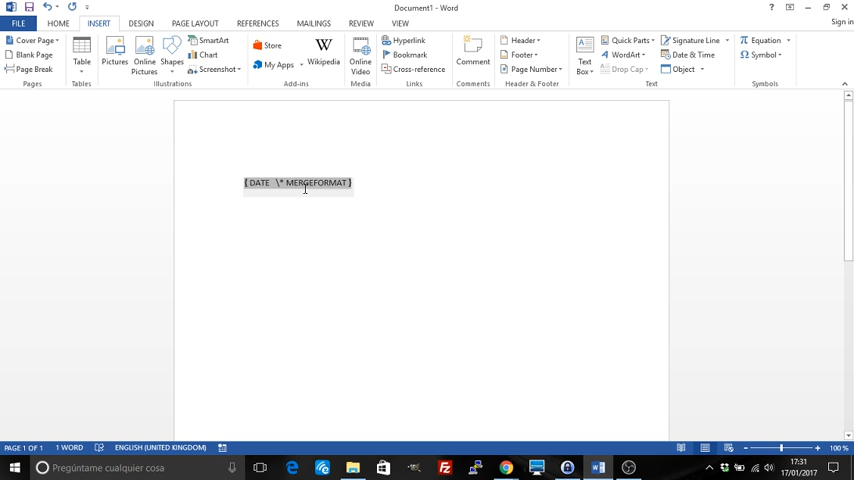 Document1 - Word
Sign in
FILE HOME INSERT DESIGN PAGE LAYOUT REFERENCES MAILINGS REVIEW VIEW
Cover Page
Blank Page
Page Break
Pages
Table
Tables
Pictures
Online
Pictures
Shapes
SmartArt
Chart
Screenshot
Illustrations
Store
My Apps
Wikipedia
Add-ins
Online
Video
Media
Hyperlink
Bookmark
Cross-reference
Links
Comment
Comments
Header
Footer
Page Number
Header & Footer
Text
Box
Quick Parts
WordArt
Drop Cap
Signature Line
Date & Time
Object
Text
Equation
Symbol
Symbols
{ DATE \* MERGEFORMAT }
PAGE 1 OF 1 1 WORD ENGLISH (UNITED KINGDOM) 100 %
Pregúntame cualquier cosa
17:31
17/01/2017